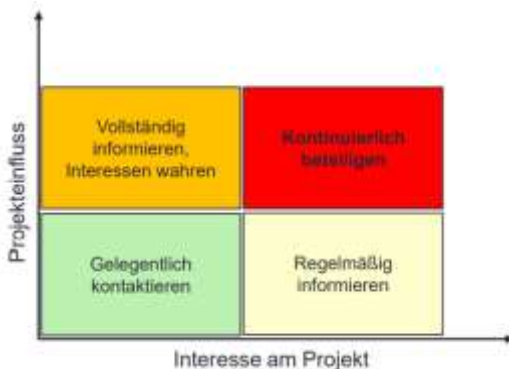 Projekteinfluss
Vollständig
informieren,
Interessen wahren
Kontinuierlich
beteiligen
Gelegentlich
kontaktieren
Regelmäßig
informieren
Interesse am Projekt